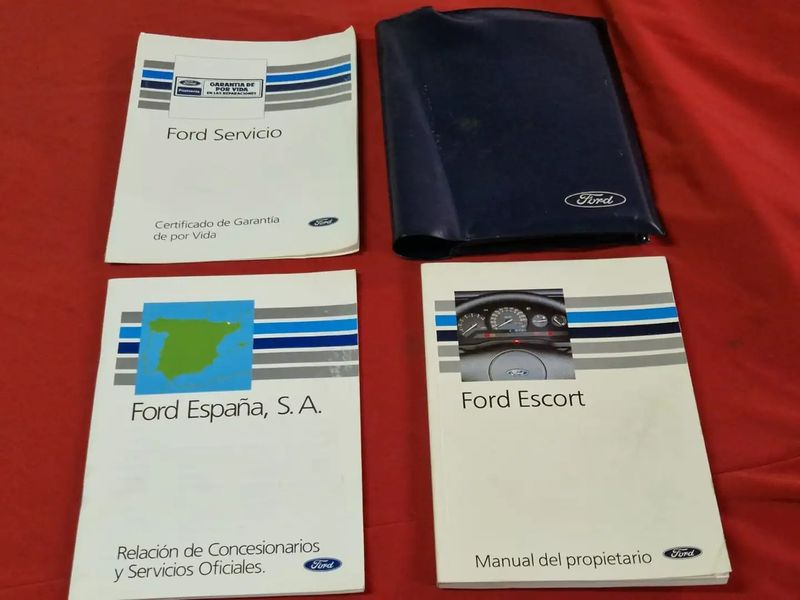 Ford
GARANTIA DE
POR VIDA
EN LAS REPARACIONES
Ford Servicio
Certificado de Garantía
de por Vida
Ford
Ford
Ford España, S.A.
Relación de Concesionarios
y Servicios Oficiales.
Ford
Ford
Ford Escort
Manual del propietario
Ford